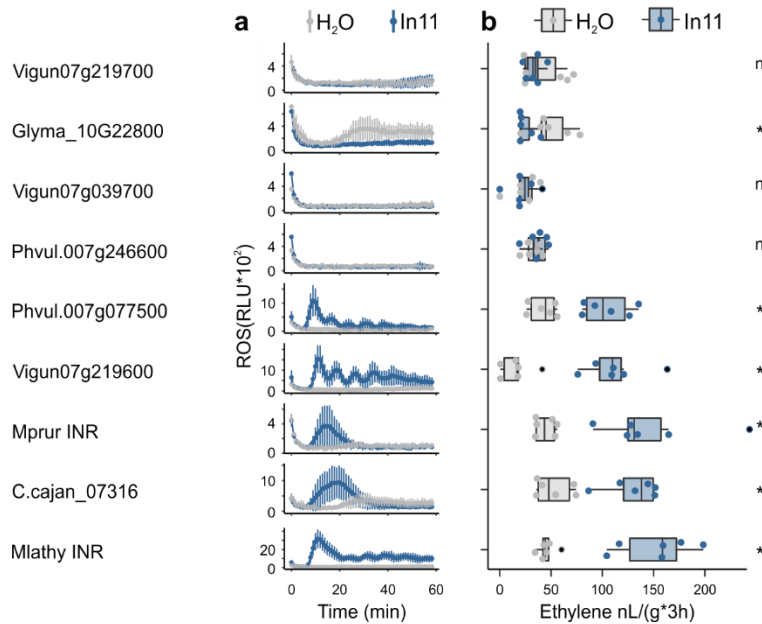 a H₂O In11 b H₂O In11
Vigun07g219700
Glyma_10G22800
Vigun07g039700
Phvul.007g246600
Phvul.007g077500
Vigun07g219600
Mprur INR
C.cajan_07316
Mlathy INR
ROS(RLU*10²)
4
0
4
0
4
0
4
0
10
0
10
0
4
0
10
0
20
0
0 20 40 60
Time (min)
n
*
n
n
*
*
*
*
*
0 50 100 150 200
Ethylene nL/(g*3h)